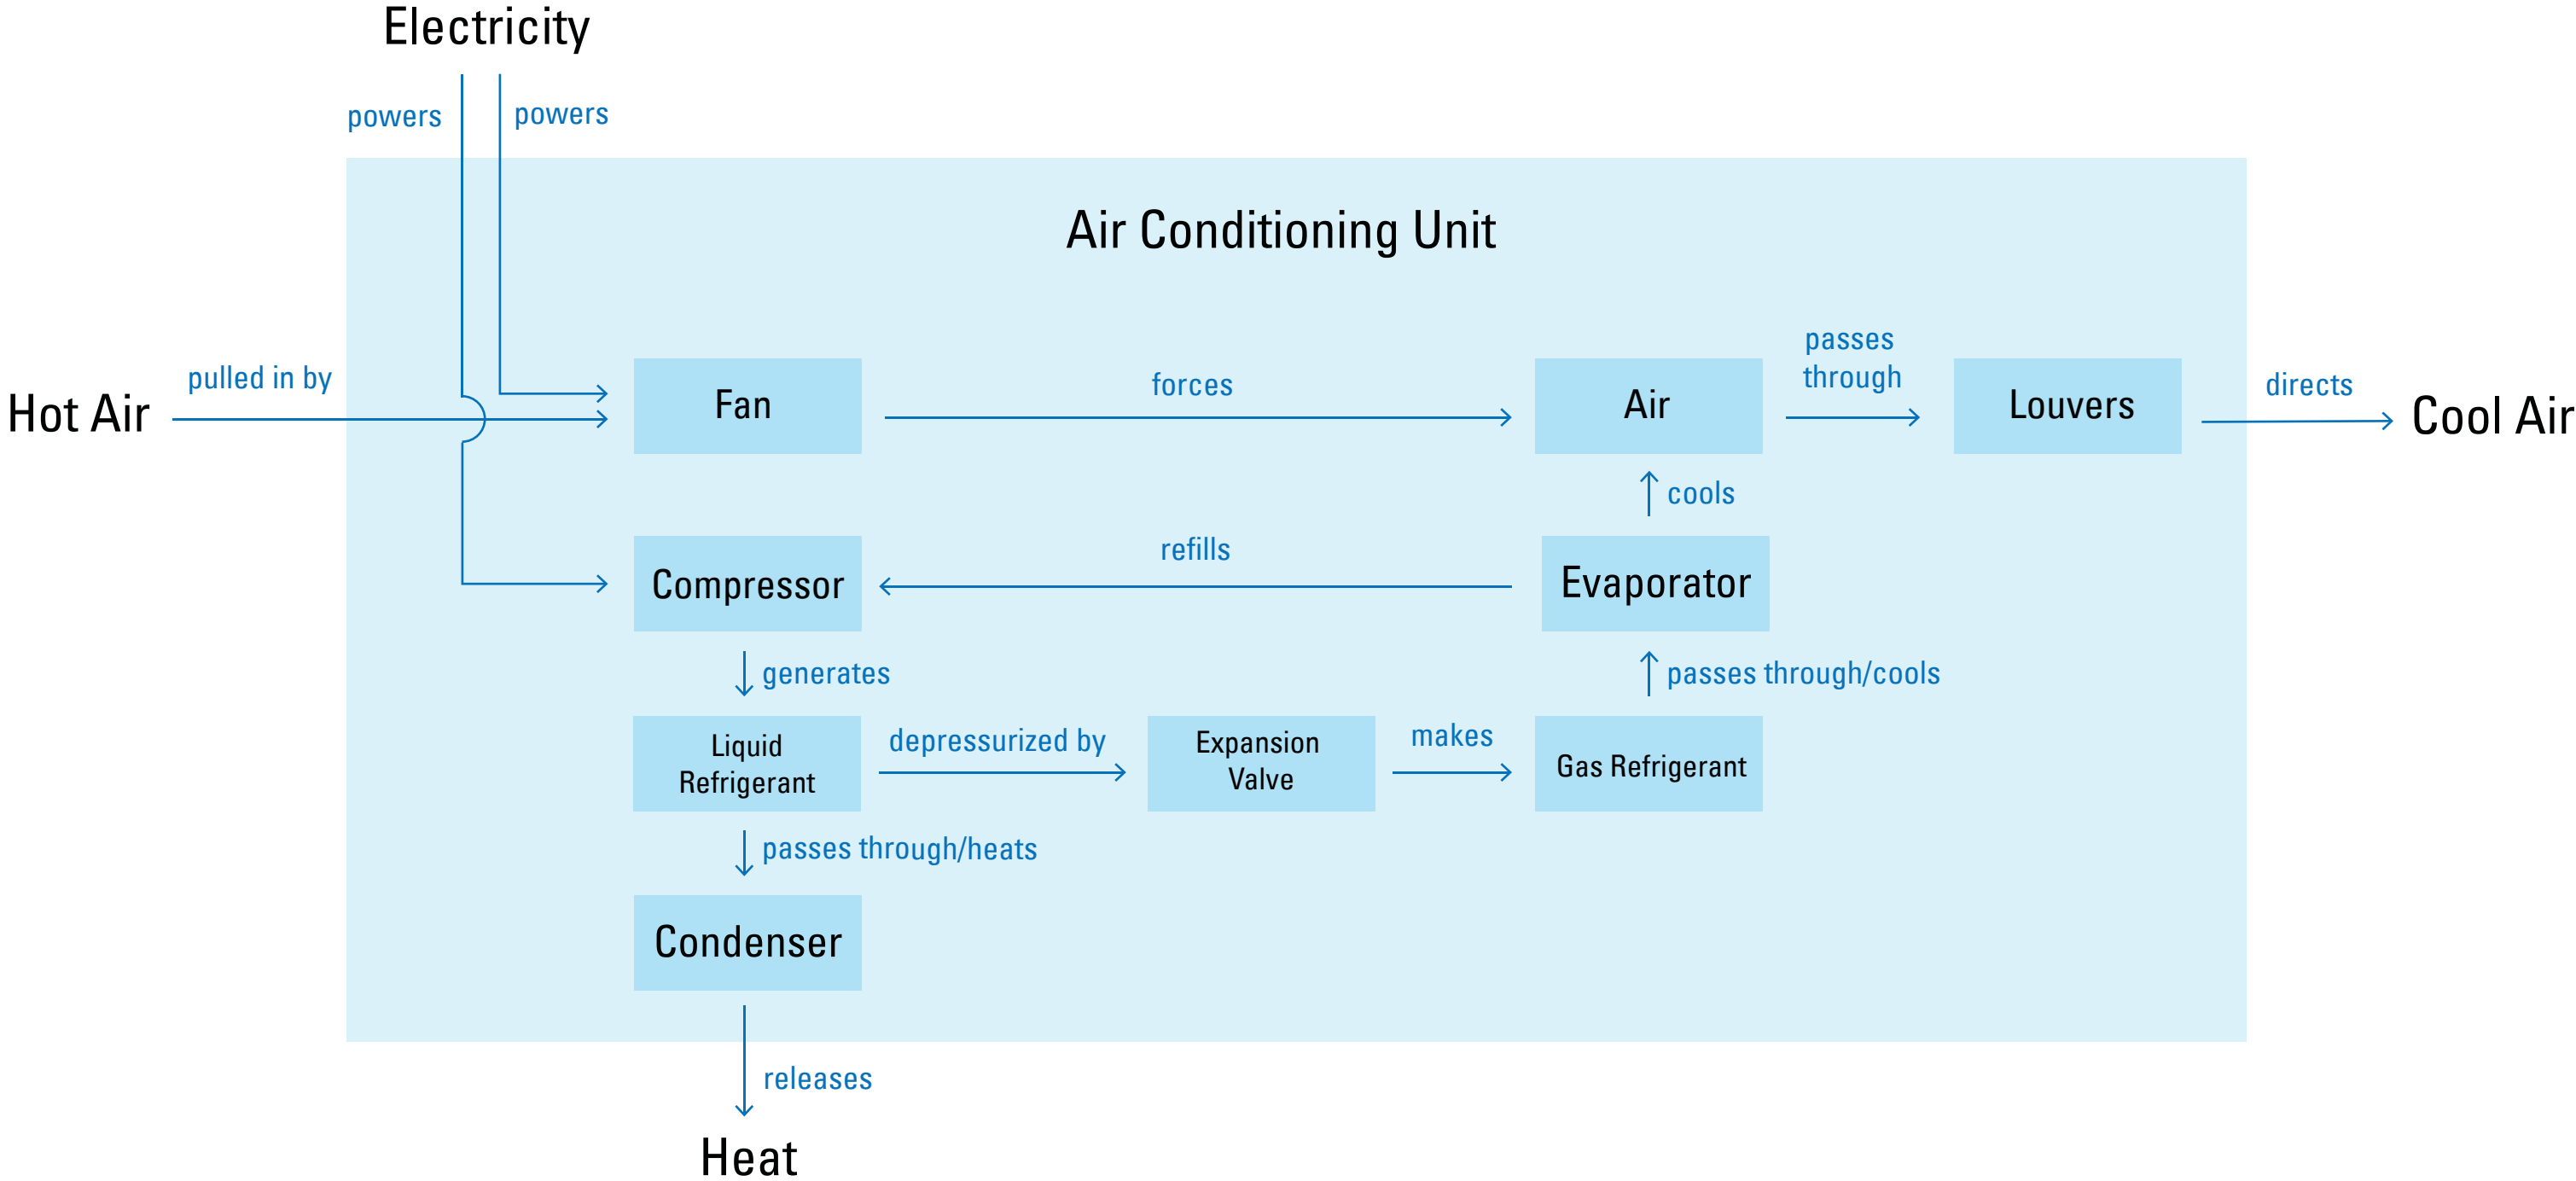 Electricity
powers
powers
Air Conditioning Unit
Hot Air
pulled in by
Fan
forces
Air
passes
through
Louvers
directs
Cool Air
cools
Compressor
refills
Evaporator
generates
passes through/cools
Liquid
Refrigerant
depressurized by
Expansion
Valve
makes
Gas Refrigerant
passes through/heats
Condenser
releases
Heat